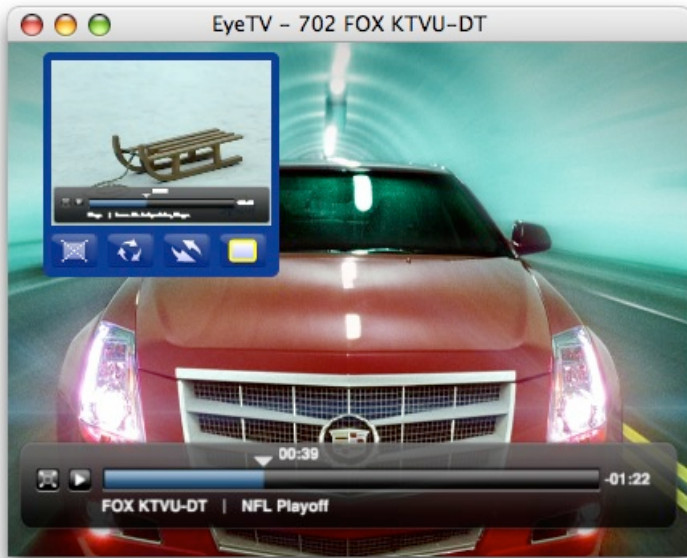 EyeTV – 702 FOX KTVU-DT
00:39
-01:22
FOX KTVU-DT | NFL Playoff